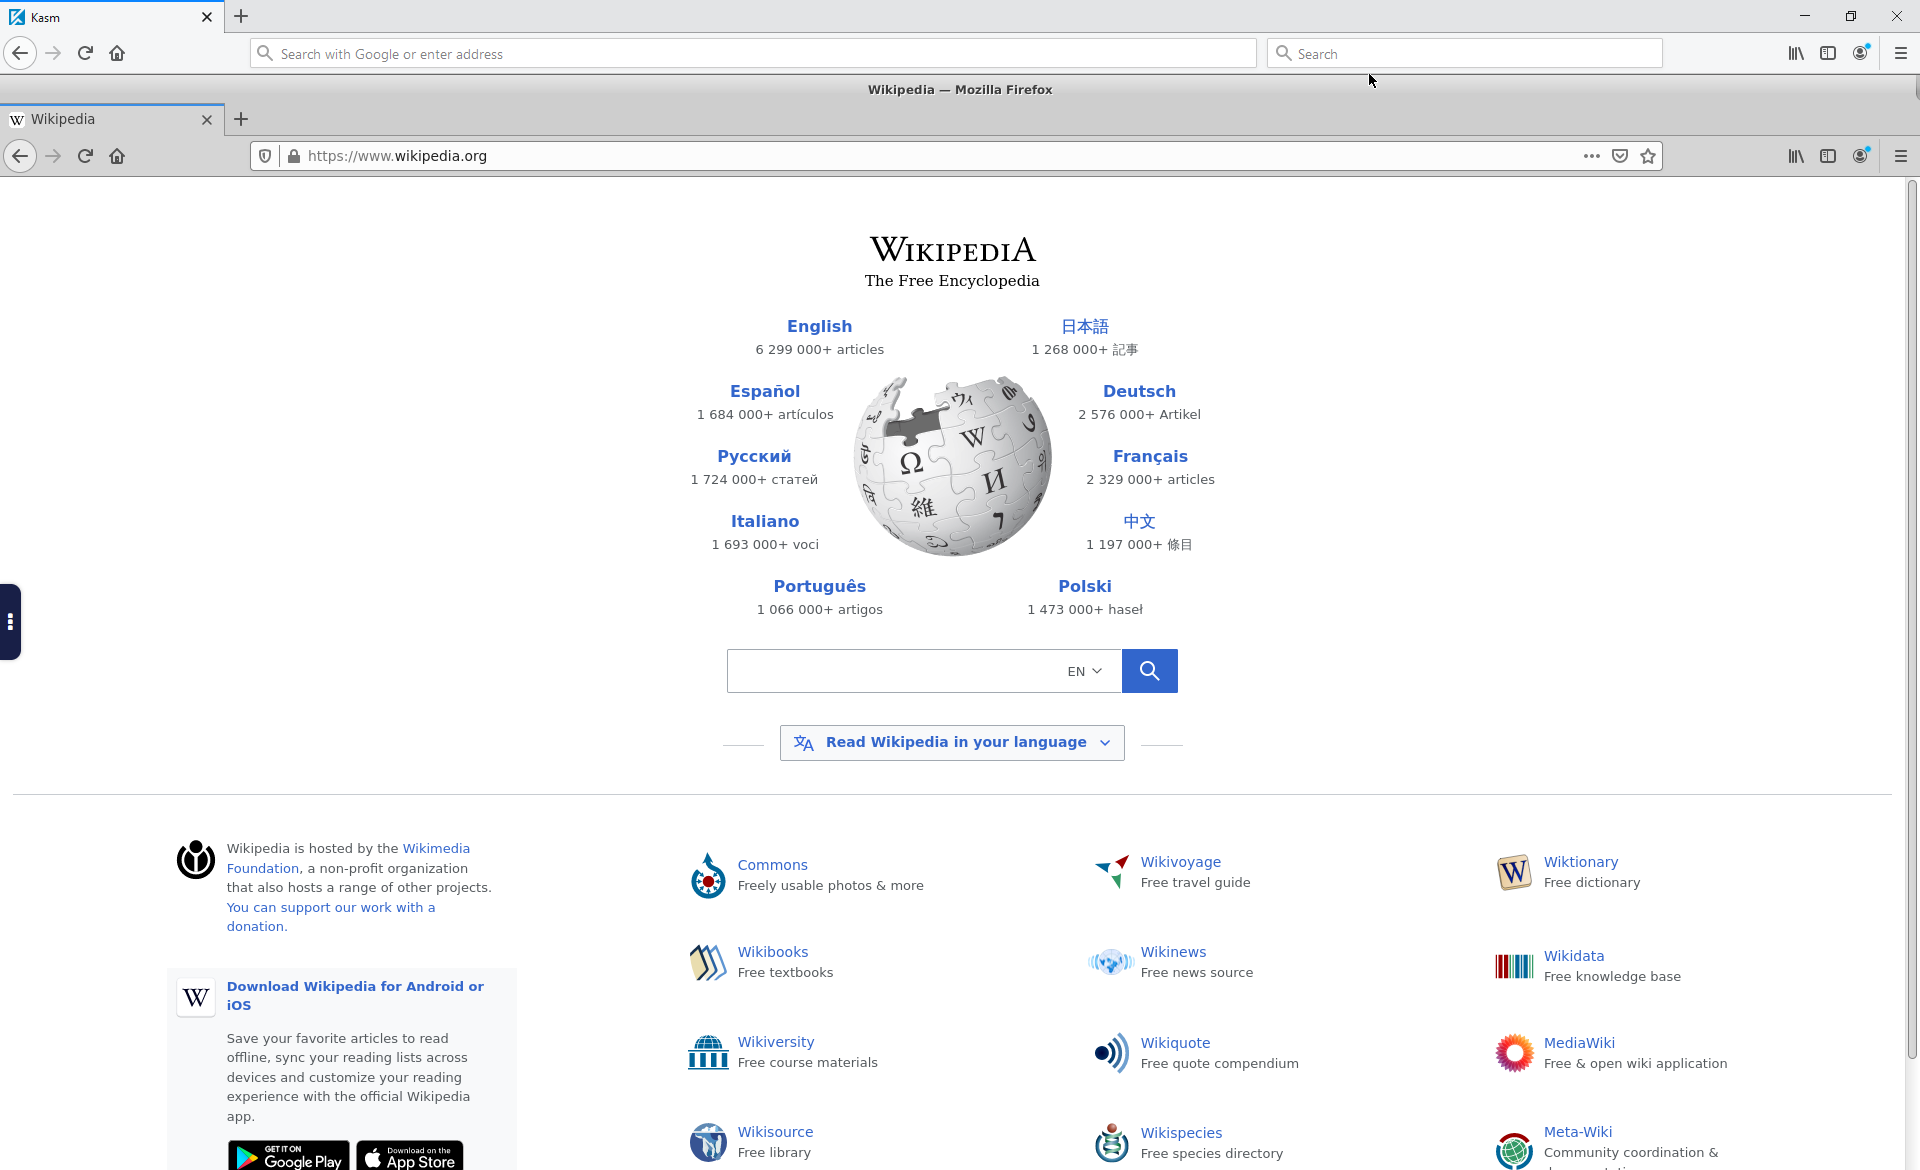 Kasm
Search with Google or enter address
Search
Wikipedia — Mozilla Firefox
Wikipedia
https://www.wikipedia.org
WIKIPEDIA
The Free Encyclopedia
English
6 299 000+ articles
日本語
1 268 000+ 記事
Español
1 684 000+ artículos
Deutsch
2 576 000+ Artikel
Русский
1 724 000+ статей
Français
2 329 000+ articles
Italiano
1 693 000+ voci
中文
1 197 000+ 條目
Português
1 066 000+ artigos
Polski
1 473 000+ haseł
Ω
W
И
維
ウィ
7
EN
Read Wikipedia in your language
Wikipedia is hosted by the Wikimedia
Foundation, a non-profit organization
that also hosts a range of other projects.
You can support our work with a
donation.
Download Wikipedia for Android or
iOS
Save your favorite articles to read
offline, sync your reading lists across
devices and customize your reading
experience with the official Wikipedia
app.
GET IT ON
Google Play
Download on the
App Store
Commons
Freely usable photos & more
Wikivoyage
Free travel guide
Wiktionary
Free dictionary
Wikibooks
Free textbooks
Wikinews
Free news source
Wikidata
Free knowledge base
Wikiversity
Free course materials
Wikiquote
Free quote compendium
MediaWiki
Free & open wiki application
Wikisource
Free library
Wikispecies
Free species directory
Meta-Wiki
Community coordination &